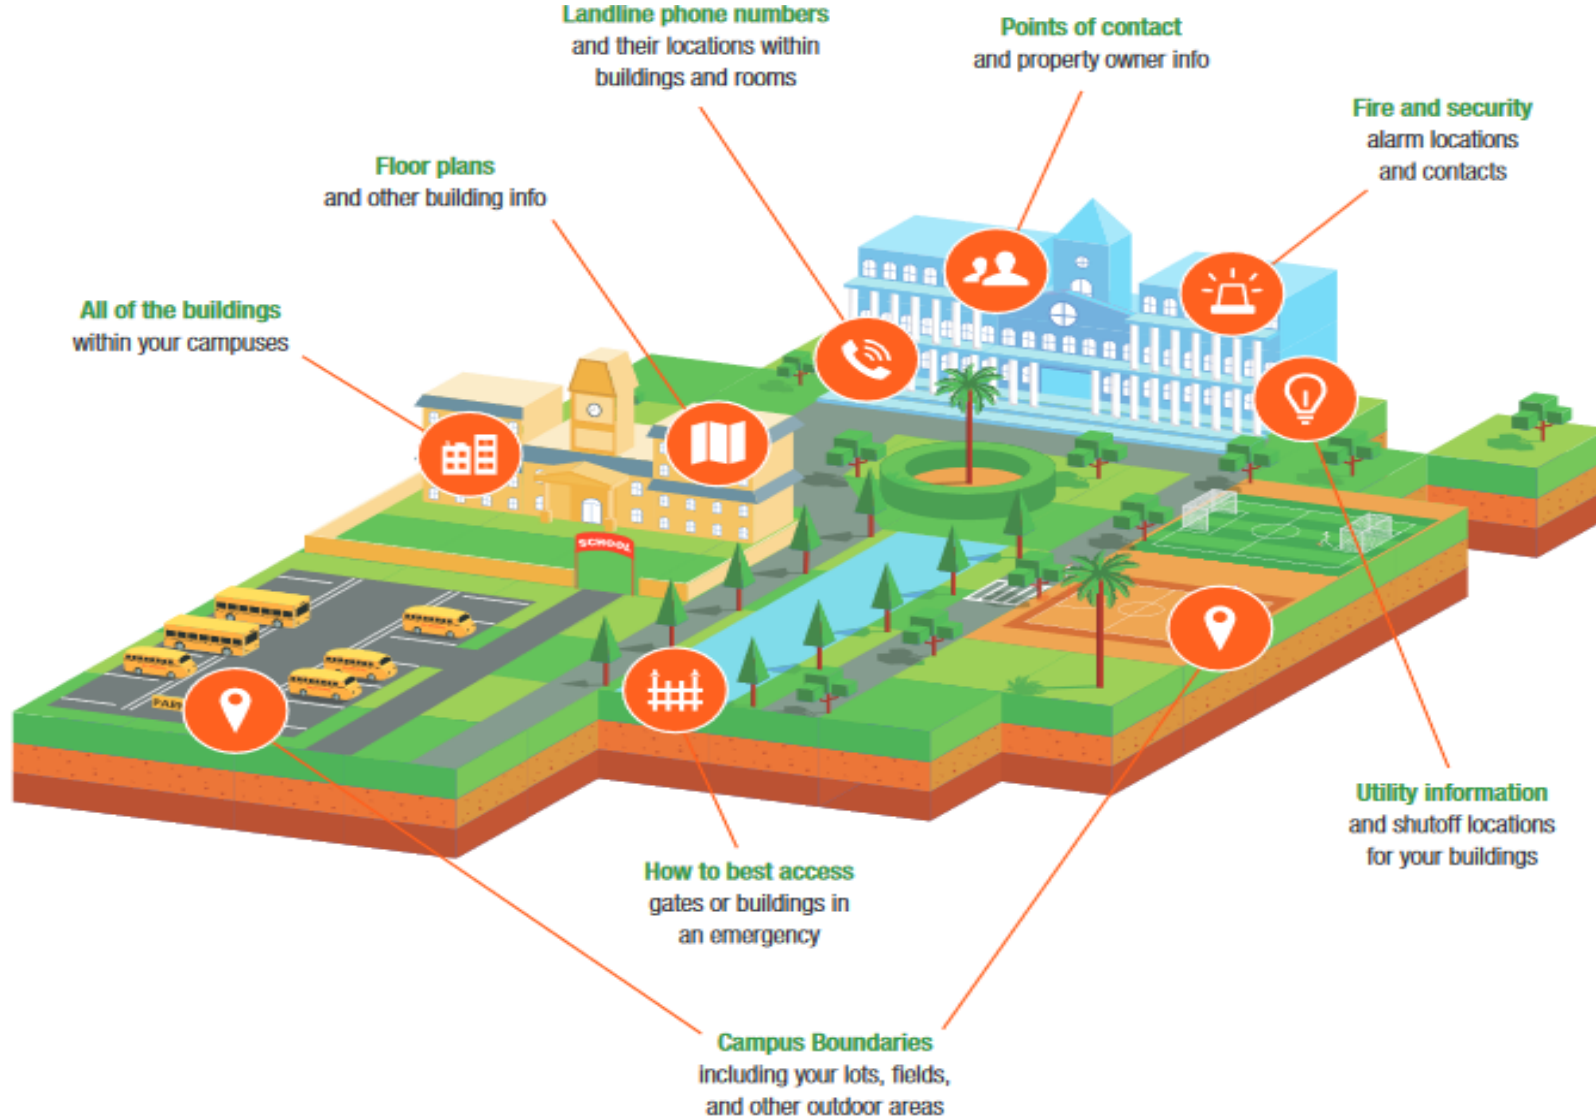 Landline phone numbers
and their locations within
buildings and rooms
Points of contact
and property owner info
Fire and security
alarm locations
and contacts
Floor plans
and other building info
All of the buildings
within your campuses
SCHOOL
Utility information
and shutoff locations
for your buildings
How to best access
gates or buildings in
an emergency
Campus Boundaries
including your lots, fields,
and other outdoor areas